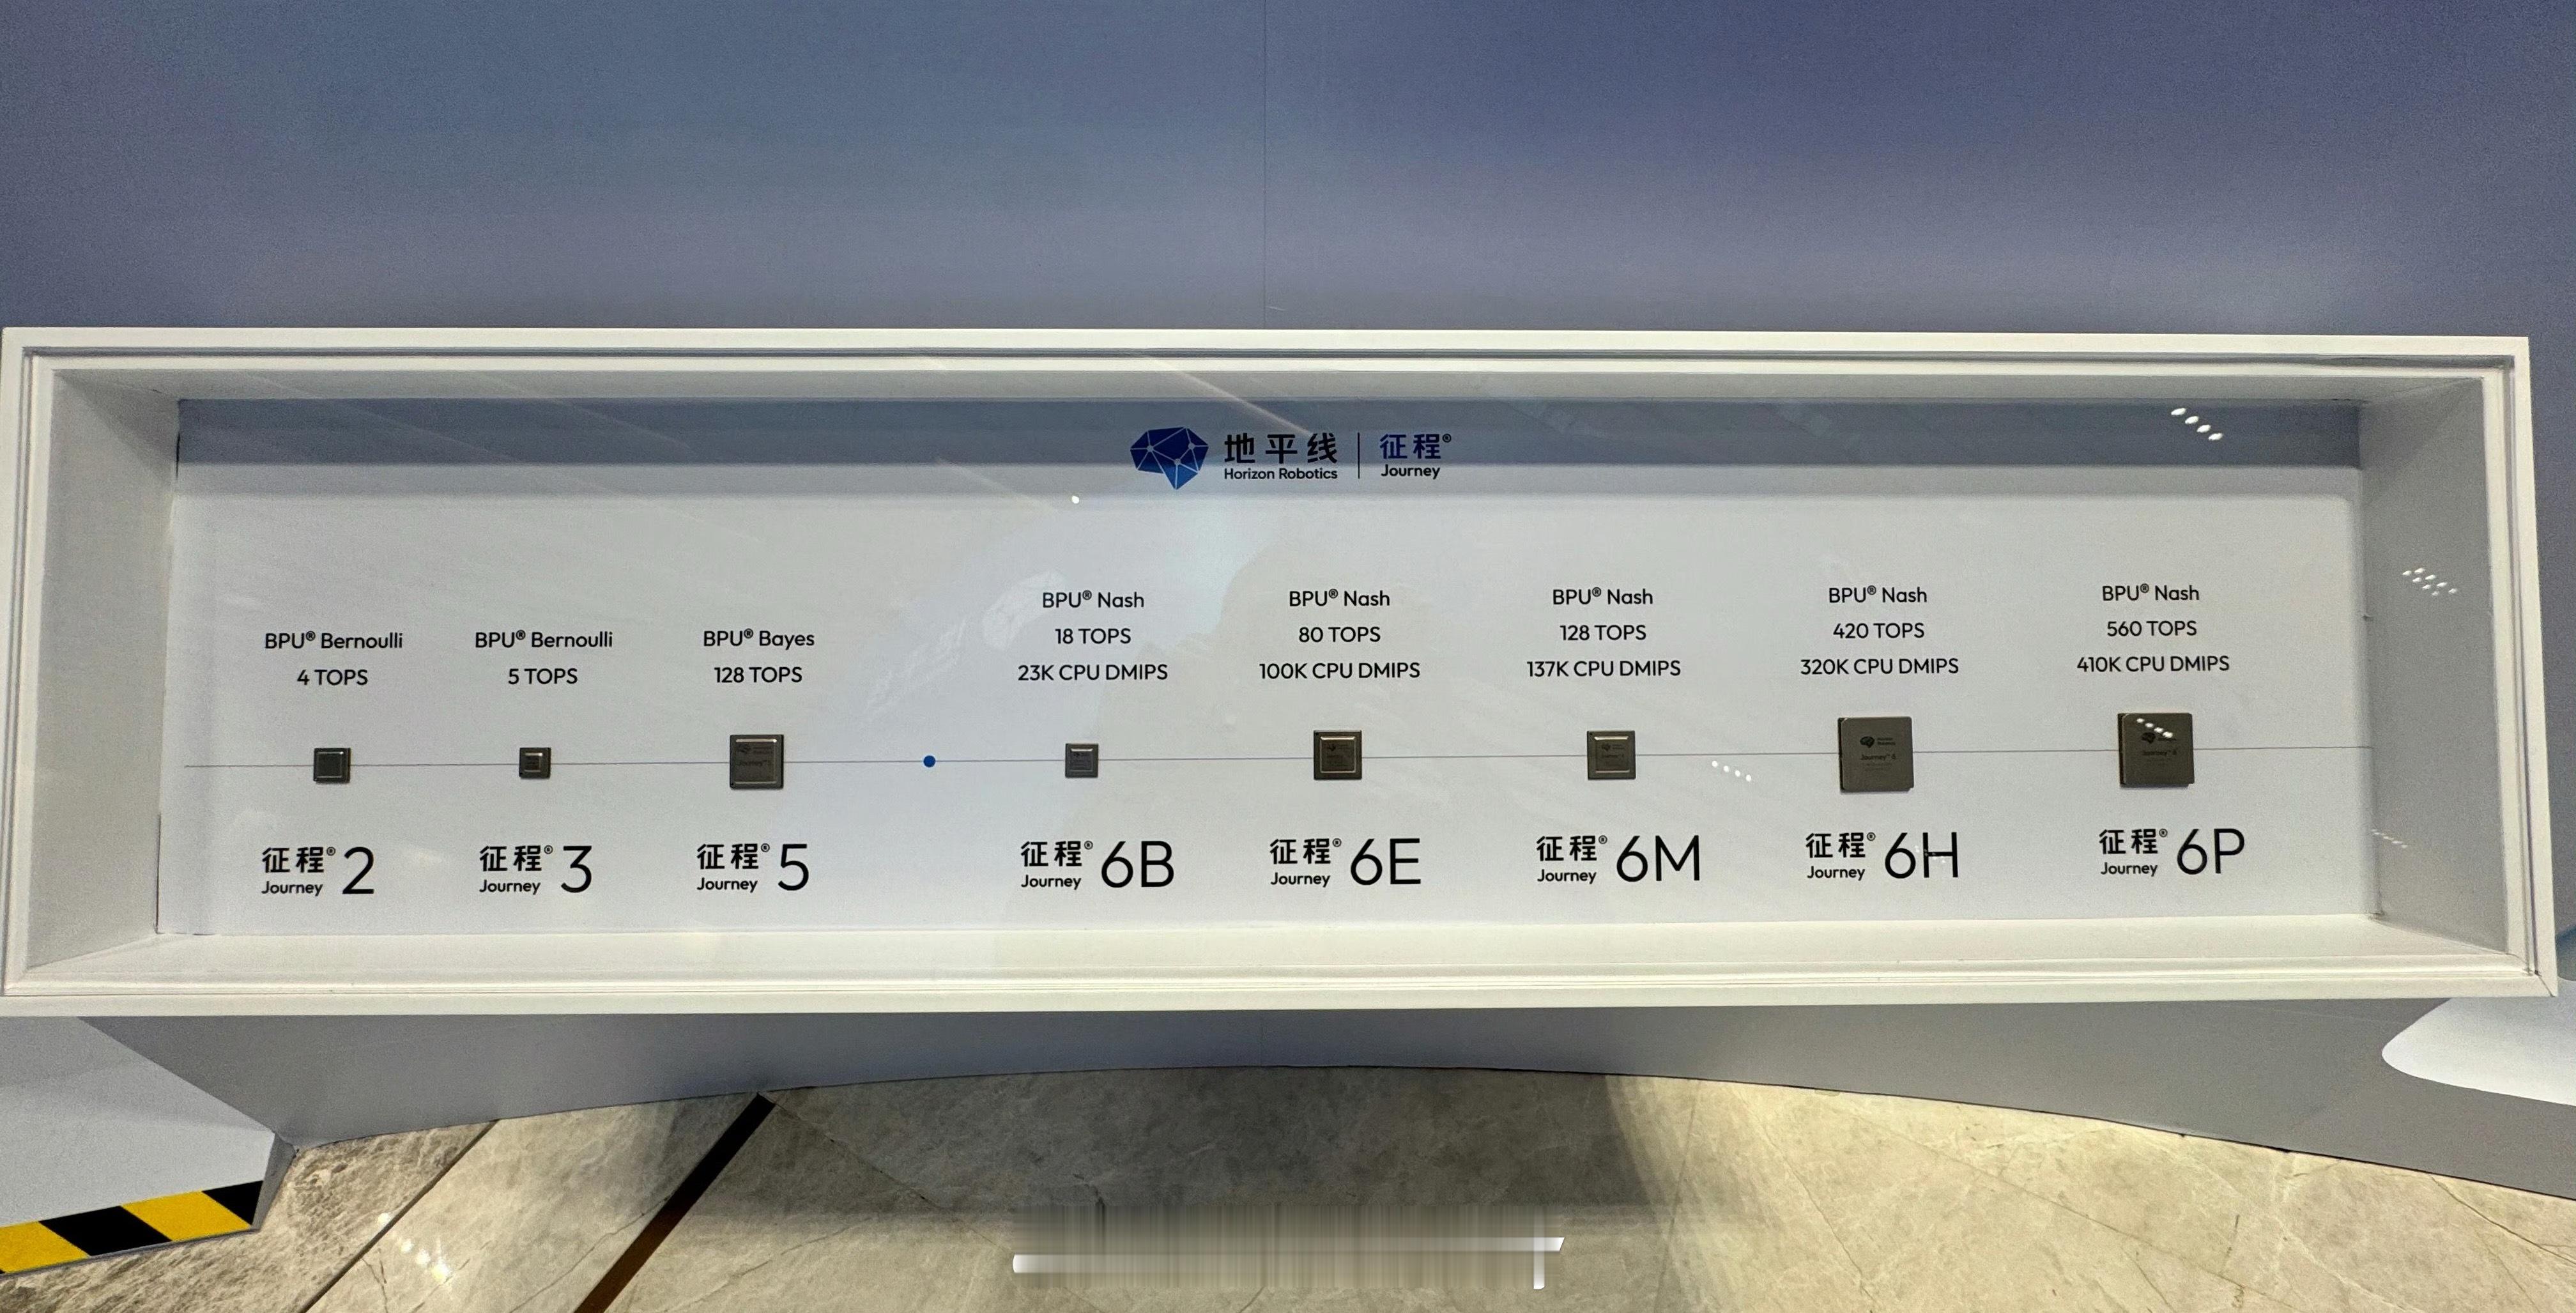 地平线 | 征程®
Horizon Robotics Journey
BPU® Bernoulli
4 TOPS
征程® 2
Journey
BPU® Bernoulli
5 TOPS
征程® 3
Journey
BPU® Bayes
128 TOPS
征程® 5
Journey
BPU® Nash
18 TOPS
23K CPU DMIPS
征程® 6B
Journey
BPU® Nash
80 TOPS
100K CPU DMIPS
征程® 6E
Journey
BPU® Nash
128 TOPS
137K CPU DMIPS
征程® 6M
Journey
BPU® Nash
420 TOPS
320K CPU DMIPS
征程® 6H
Journey
BPU® Nash
560 TOPS
410K CPU DMIPS
征程® 6P
Journey